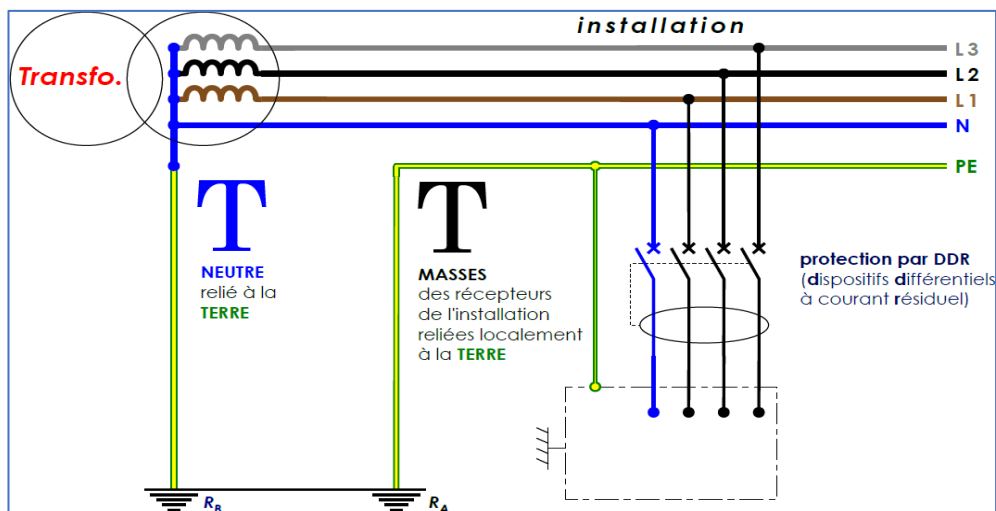 installation
Transfo.
L3
L2
L1
N
PE
T
NEUTRE
relié à la
TERRE
T
MASSES
des récepteurs
de l'installation
reliées localement
à la TERRE
protection par DDR
(dispositifs différentiels
à courant résiduel)
RB
RA